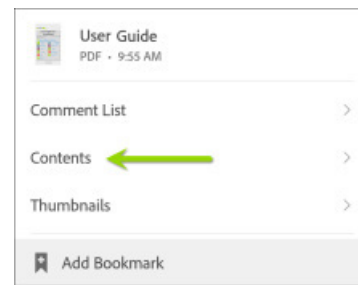 User Guide
PDF • 9:55 AM
Comment List
Contents
Thumbnails
Add Bookmark